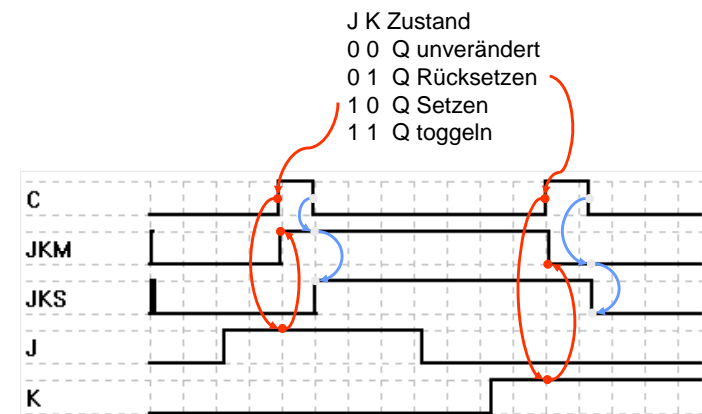 J K Zustand
0 0 Q unverändert
0 1 Q Rücksetzen
1 0 Q Setzen
1 1 Q toggeln
C
JKM
JKS
J
K